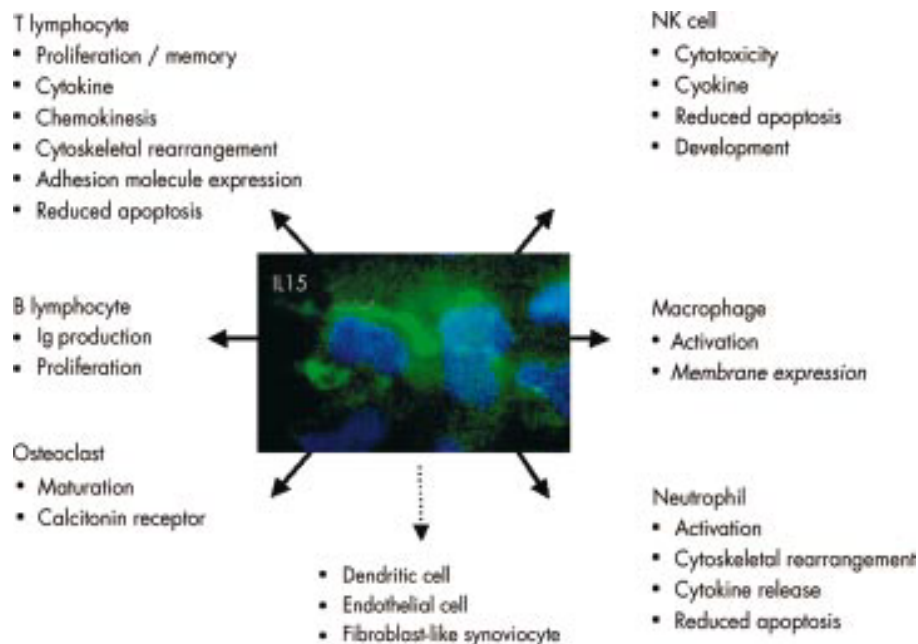 T lymphocyte
• Proliferation / memory
• Cytokine
• Chemokinesis
• Cytoskeletal rearrangement
• Adhesion molecule expression
• Reduced apoptosis
NK cell
• Cytotoxicity
• Cyokine
• Reduced apoptosis
• Development
IL15
B lymphocyte
• Ig production
• Proliferation
Macrophage
• Activation
• Membrane expression
Osteoclast
• Maturation
• Calcitonin receptor
• Dendritic cell
• Endothelial cell
• Fibroblast-like synoviocyte
Neutrophil
• Activation
• Cytoskeletal rearrangement
• Cytokine release
• Reduced apoptosis